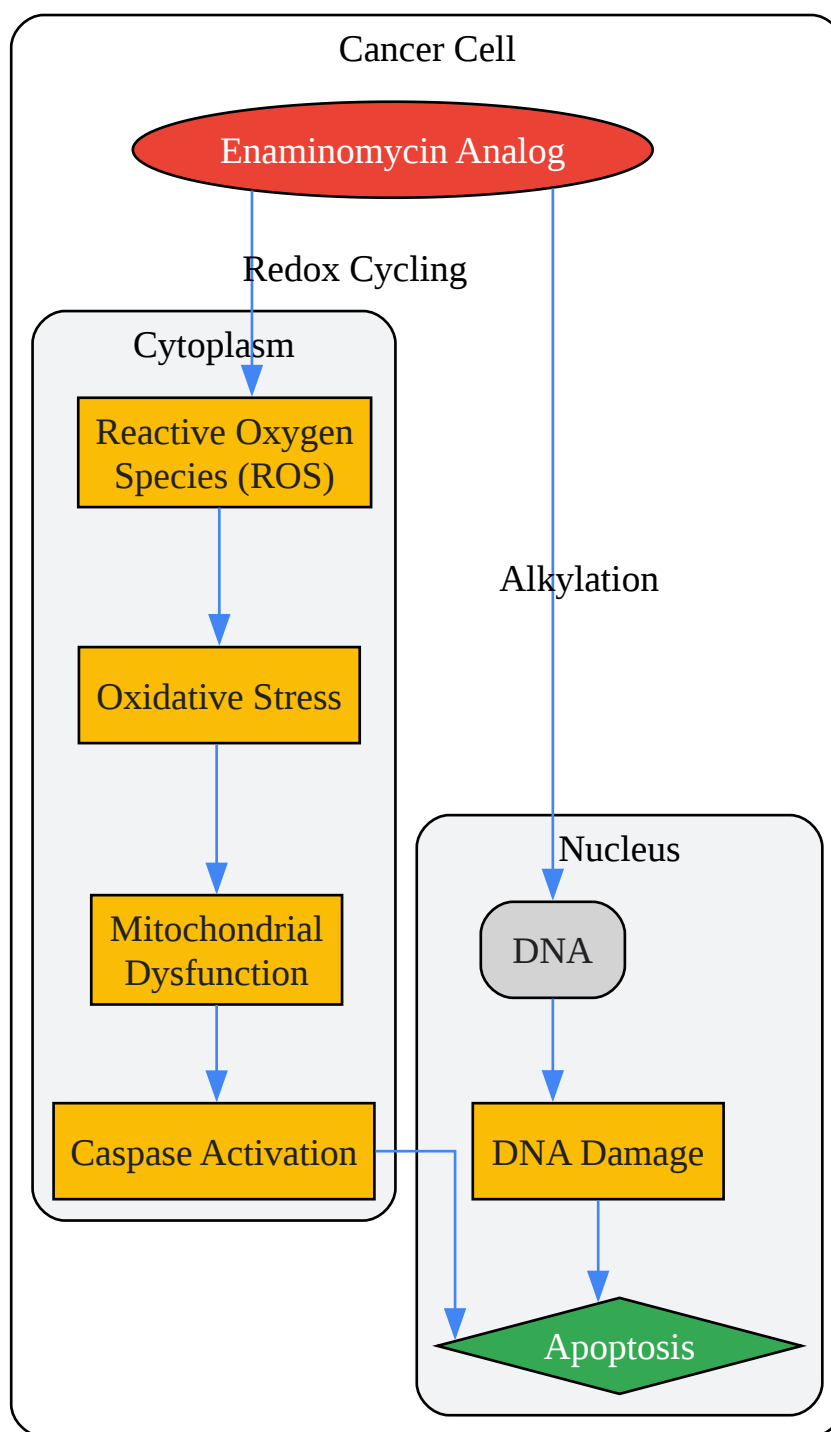 Cancer Cell
Enaminomycin Analog
Redox Cycling
Cytoplasm
Reactive Oxygen
Species (ROS)
Alkylation
Oxidative Stress
Nucleus
Mitochondrial
Dysfunction
DNA
Caspase Activation
DNA Damage
Apoptosis